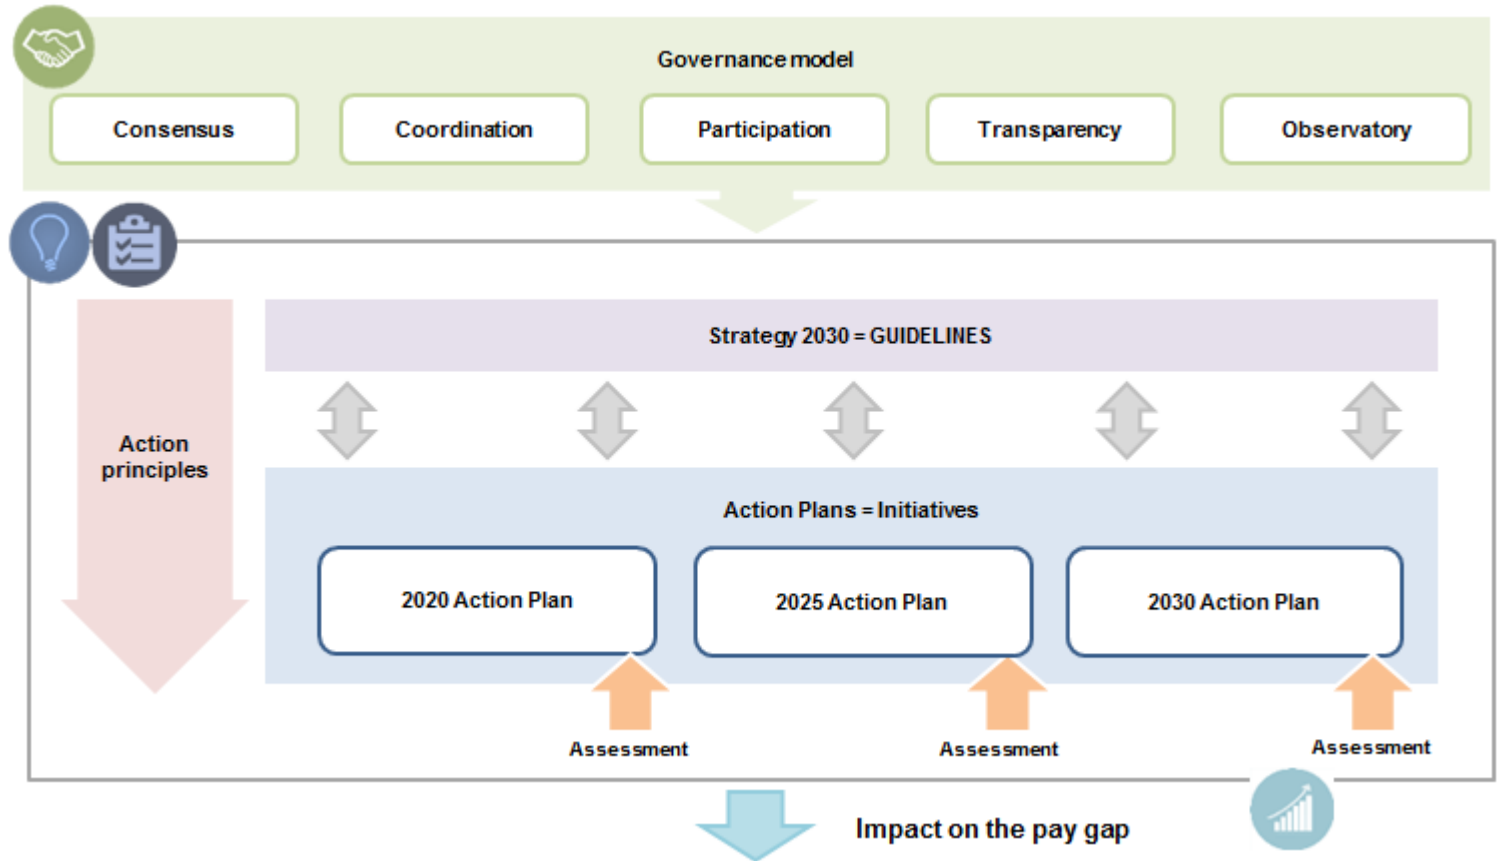 Governance model
Consensus
Coordination
Participation
Transparency
Observatory
Strategy 2030 = GUIDELINES
Action
principles
Action Plans = Initiatives
2020 Action Plan
2025 Action Plan
2030 Action Plan
Assessment
Assessment
Assessment
Impact on the pay gap